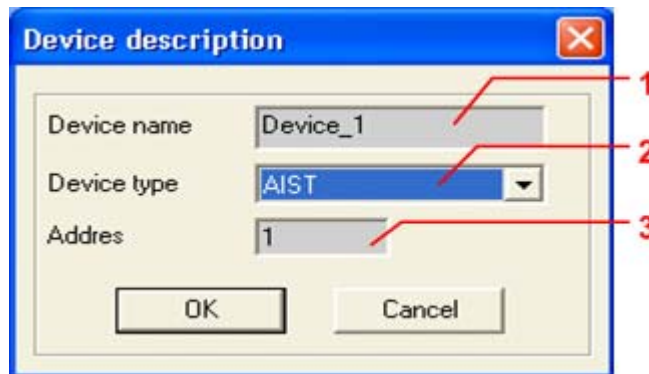 Device description
1
Device name Device_1
2
Device type AIST
3
Addres 1
OK Cancel